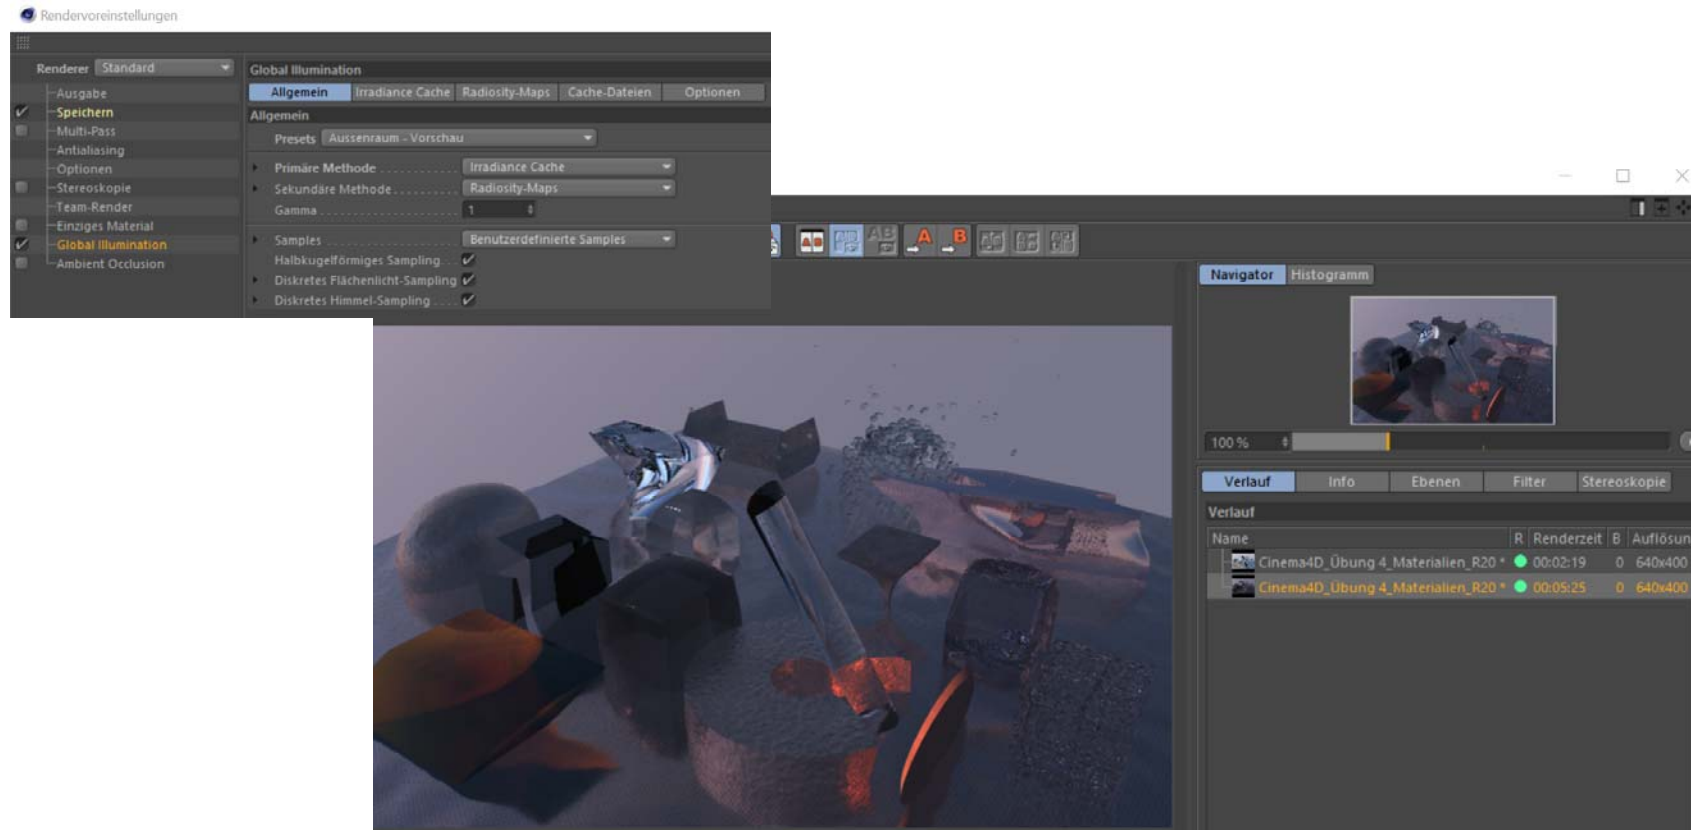 Rendervoreinstellungen
Renderer Standard
Ausgabe
Speichern
Multi-Pass
Antialiasing
Optionen
Stereoskopie
Team-Render
Einziges Material
Global Illumination
Ambient Occlusion
Global Illumination
Allgemein Irradiance Cache Radiosity-Maps Cache-Dateien Optionen
Allgemein
Presets Aussenraum - Vorschau
Primäre Methode Irradiance Cache
Sekundäre Methode Radiosity-Maps
Gamma 1
Samples Benutzerdefinierte Samples
Halbkugelförmiges Sampling
Diskretes Flächenlicht-Sampling
Diskretes Himmel-Sampling
AB AB AB A B
Navigator Histogramm
100 %
Verlauf Info Ebenen Filter Stereoskopie
Verlauf
Name R Renderzeit B Auflösun
Cinema4D_Übung 4_Materialien_R20 * 00:02:19 0 640x400
Cinema4D_Übung 4_Materialien_R20 * 00:05:25 0 640x400